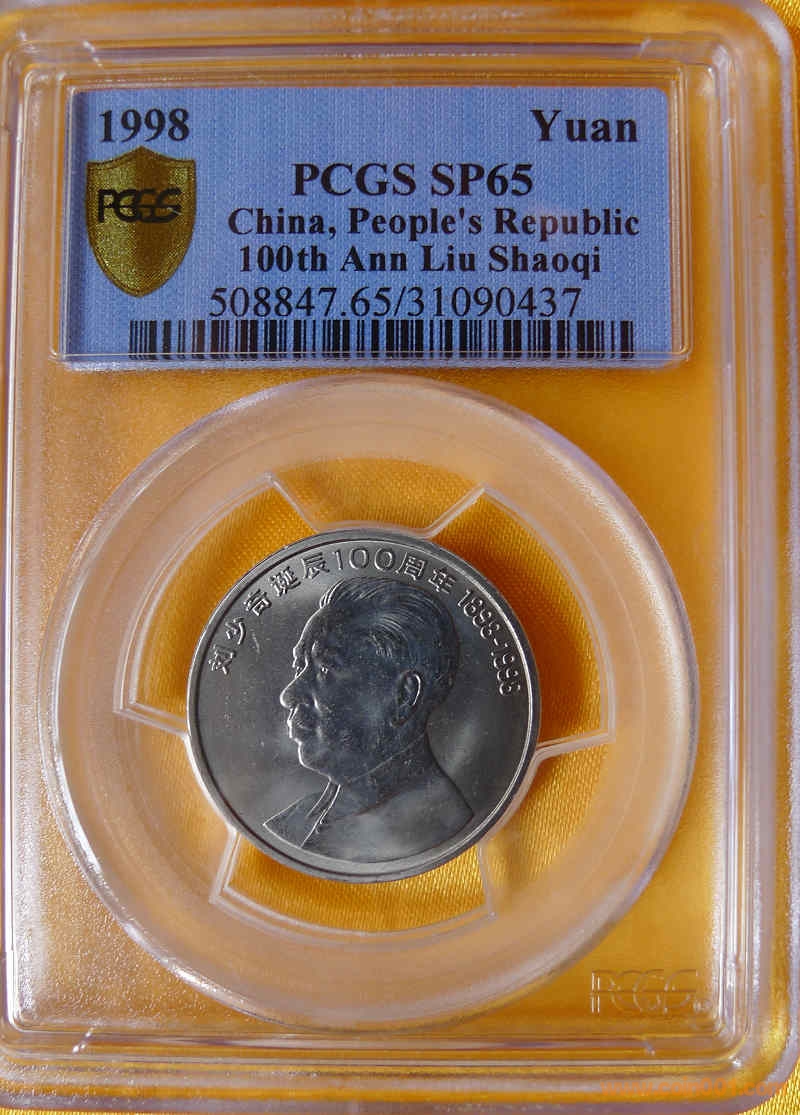 1998 Yuan
PCGS
PCGS SP65
China, People's Republic
100th Ann Liu Shaoqi
508847.65/31090437
刘少奇诞辰100周年 1898-1998
PCGS